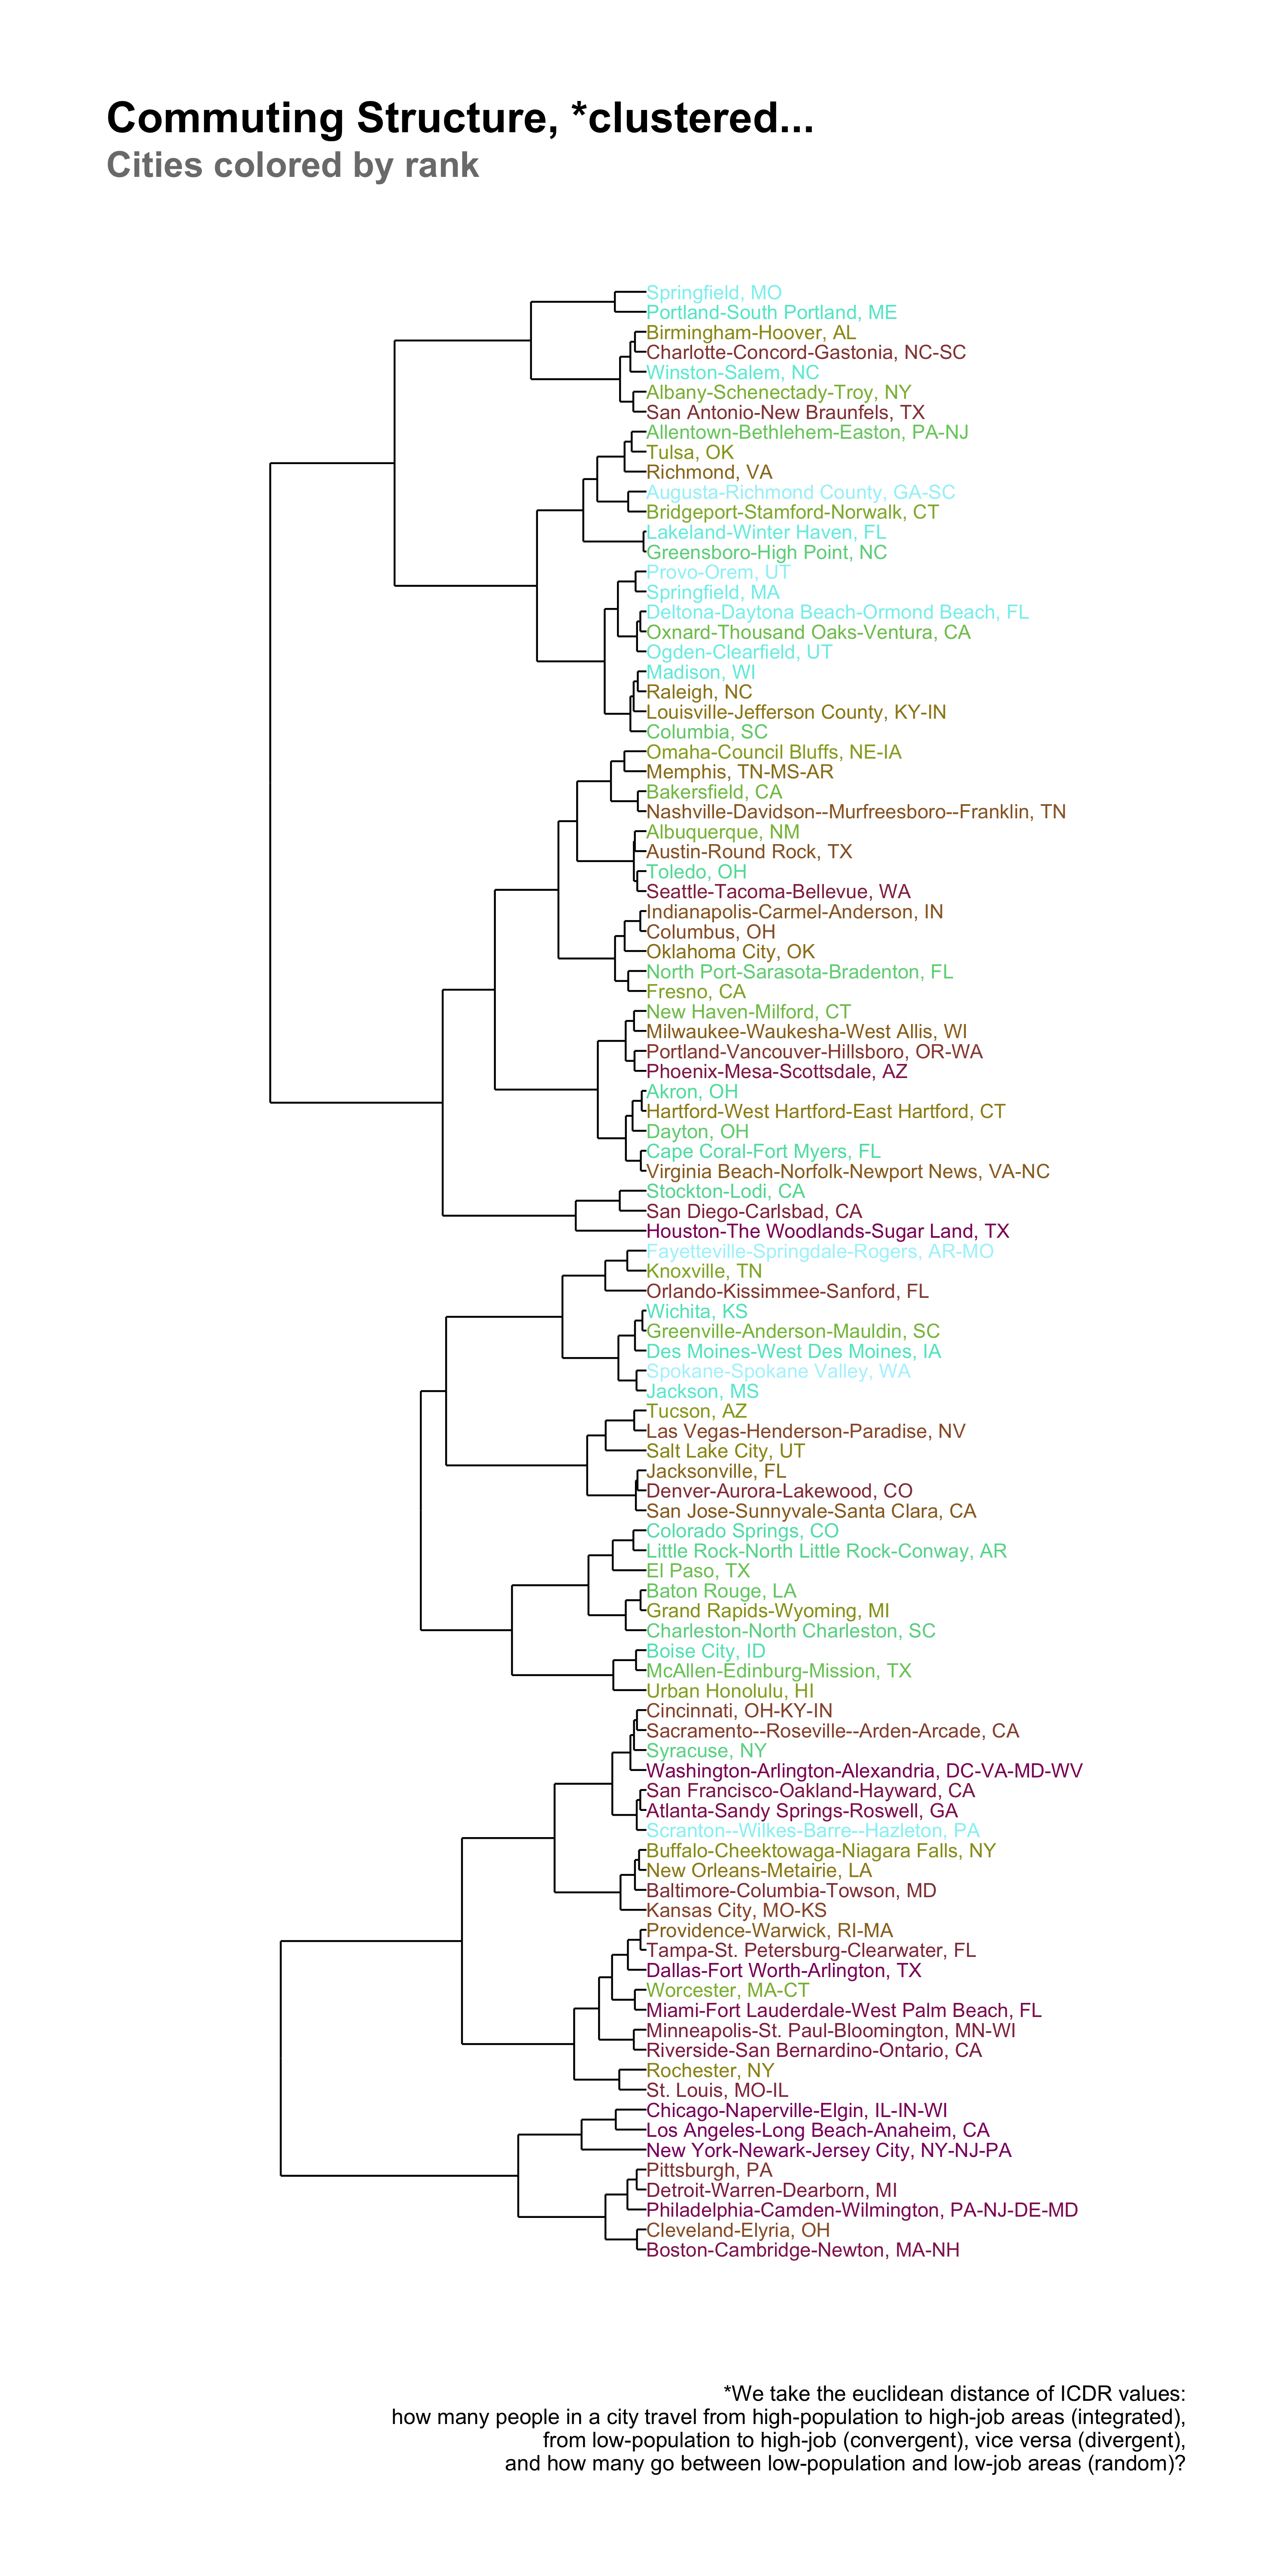 Commuting Structure, *clustered...
Cities colored by rank
Springfield, MO
Portland-South Portland, ME
Birmingham-Hoover, AL
Charlotte-Concord-Gastonia, NC-SC
Winston-Salem, NC
Albany-Schenectady-Troy, NY
San Antonio-New Braunfels, TX
Allentown-Bethlehem-Easton, PA-NJ
Tulsa, OK
Richmond, VA
Augusta-Richmond County, GA-SC
Bridgeport-Stamford-Norwalk, CT
Lakeland-Winter Haven, FL
Greensboro-High Point, NC
Provo-Orem, UT
Springfield, MA
Deltona-Daytona Beach-Ormond Beach, FL
Oxnard-Thousand Oaks-Ventura, CA
Ogden-Clearfield, UT
Madison, WI
Raleigh, NC
Louisville-Jefferson County, KY-IN
Columbia, SC
Omaha-Council Bluffs, NE-IA
Memphis, TN-MS-AR
Bakersfield, CA
Nashville-Davidson--Murfreesboro--Franklin, TN
Albuquerque, NM
Austin-Round Rock, TX
Toledo, OH
Seattle-Tacoma-Bellevue, WA
Indianapolis-Carmel-Anderson, IN
Columbus, OH
Oklahoma City, OK
North Port-Sarasota-Bradenton, FL
Fresno, CA
New Haven-Milford, CT
Milwaukee-Waukesha-West Allis, WI
Portland-Vancouver-Hillsboro, OR-WA
Phoenix-Mesa-Scottsdale, AZ
Akron, OH
Hartford-West Hartford-East Hartford, CT
Dayton, OH
Cape Coral-Fort Myers, FL
Virginia Beach-Norfolk-Newport News, VA-NC
Stockton-Lodi, CA
San Diego-Carlsbad, CA
Houston-The Woodlands-Sugar Land, TX
Fayetteville-Springdale-Rogers, AR-MO
Knoxville, TN
Orlando-Kissimmee-Sanford, FL
Wichita, KS
Greenville-Anderson-Mauldin, SC
Des Moines-West Des Moines, IA
Spokane-Spokane Valley, WA
Jackson, MS
Tucson, AZ
Las Vegas-Henderson-Paradise, NV
Salt Lake City, UT
Jacksonville, FL
Denver-Aurora-Lakewood, CO
San Jose-Sunnyvale-Santa Clara, CA
Colorado Springs, CO
Little Rock-North Little Rock-Conway, AR
El Paso, TX
Baton Rouge, LA
Grand Rapids-Wyoming, MI
Charleston-North Charleston, SC
Boise City, ID
McAllen-Edinburg-Mission, TX
Urban Honolulu, HI
Cincinnati, OH-KY-IN
Sacramento--Roseville--Arden-Arcade, CA
Syracuse, NY
Washington-Arlington-Alexandria, DC-VA-MD-WV
San Francisco-Oakland-Hayward, CA
Atlanta-Sandy Springs-Roswell, GA
Scranton--Wilkes-Barre--Hazleton, PA
Buffalo-Cheektowaga-Niagara Falls, NY
New Orleans-Metairie, LA
Baltimore-Columbia-Towson, MD
Kansas City, MO-KS
Providence-Warwick, RI-MA
Tampa-St. Petersburg-Clearwater, FL
Dallas-Fort Worth-Arlington, TX
Worcester, MA-CT
Miami-Fort Lauderdale-West Palm Beach, FL
Minneapolis-St. Paul-Bloomington, MN-WI
Riverside-San Bernardino-Ontario, CA
Rochester, NY
St. Louis, MO-IL
Chicago-Naperville-Elgin, IL-IN-WI
Los Angeles-Long Beach-Anaheim, CA
New York-Newark-Jersey City, NY-NJ-PA
Pittsburgh, PA
Detroit-Warren-Dearborn, MI
Philadelphia-Camden-Wilmington, PA-NJ-DE-MD
Cleveland-Elyria, OH
Boston-Cambridge-Newton, MA-NH
*We take the euclidean distance of ICDR values:
how many people in a city travel from high-population to high-job areas (integrated),
from low-population to high-job (convergent), vice versa (divergent),
and how many go between low-population and low-job areas (random)?